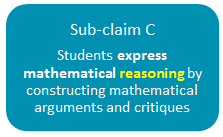 Sub-claim C
Students express
mathematical reasoning by
constructing mathematical
arguments and critiques